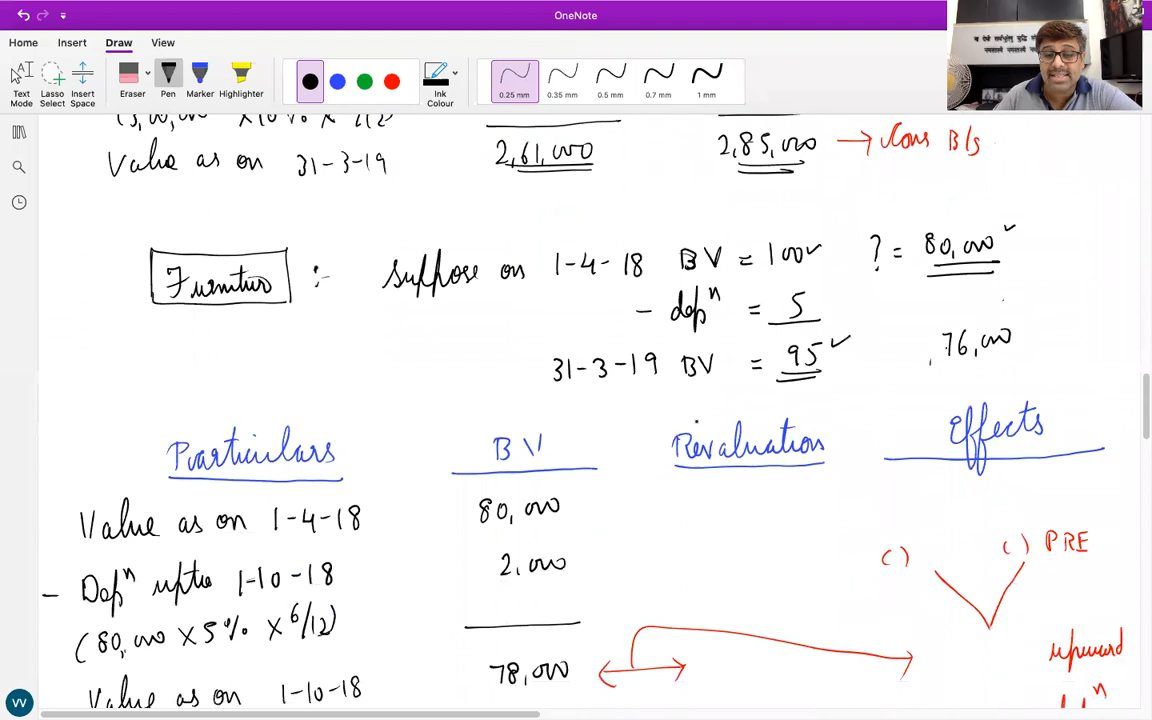 OneNote
Home Insert Draw View
Text Mode
Lasso Select
Insert Space
Eraser
Pen
Marker
Highlighter
Ink Colour
0.25 mm
0.35 mm
0.5 mm
0.7 mm
1 mm
Value as on 31-3-19 2,61,000 2,85,000 → Cons B/s
Furniture :- Suppose on 1-4-18 BV = 100 ✓ ? = 80,000 ✓
- depⁿ = 5
31-3-19 BV = 95 ✓ 76,000
Particulars BV Revaluation Effects
Value as on 1-4-18 80,000
- Depⁿ upto 1-10-18 2,000 ( ) ( ) PRE
(80,000 X 5% X 6/12)
upward
Value as on 1-10-18 78,000
VV